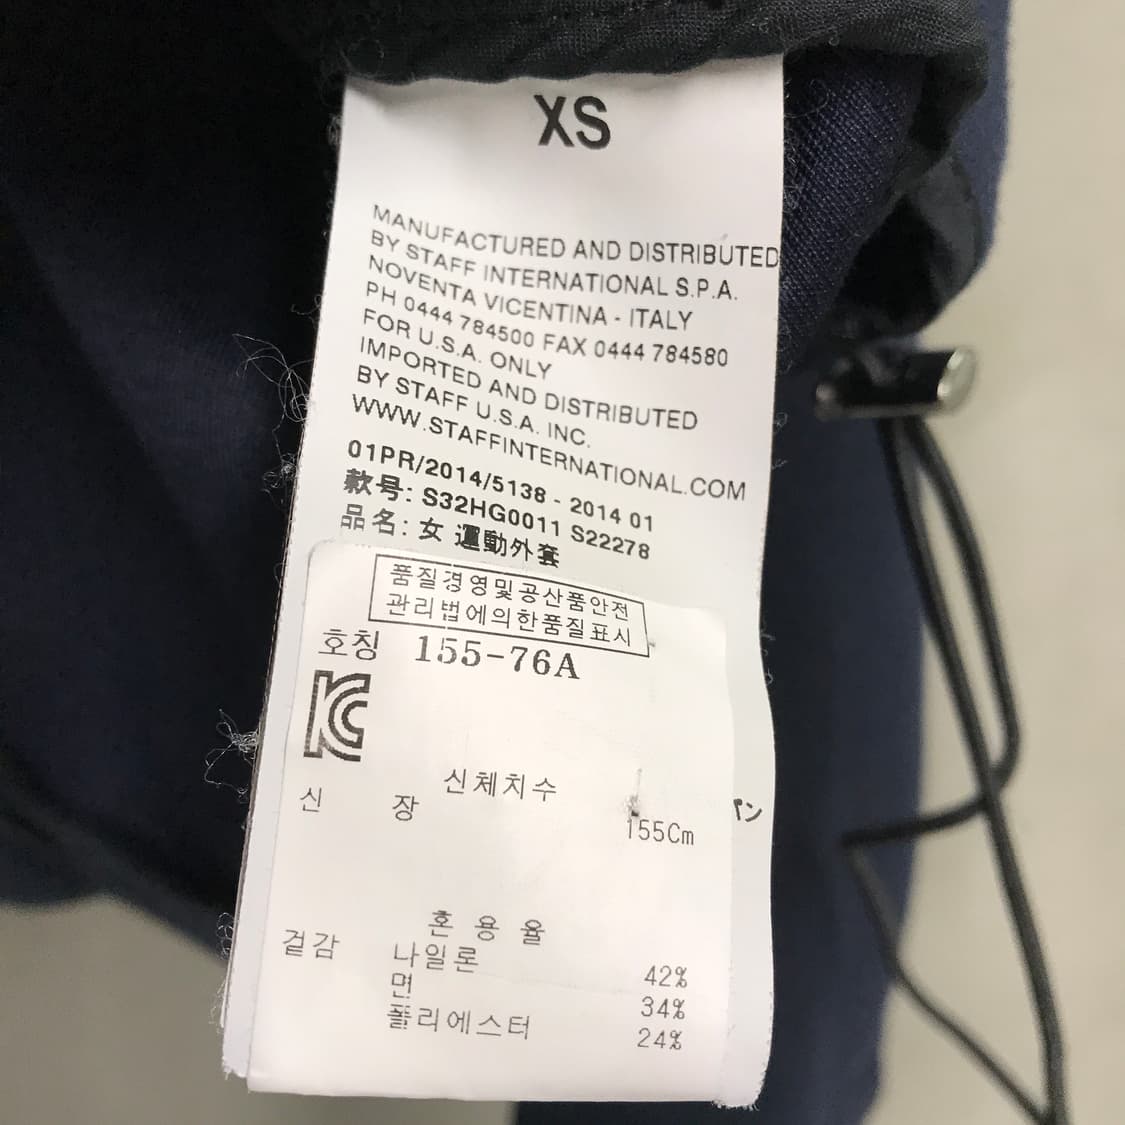 XS
MANUFACTURED AND DISTRIBUTED
BY STAFF INTERNATIONAL S.P.A.
NOVENTA VICENTINA - ITALY
PH 0444 784500 FAX 0444 784580
FOR U.S.A. ONLY
IMPORTED AND DISTRIBUTED
BY STAFF U.S.A. INC.
WWW.STAFFINTERNATIONAL.COM
01PR/2014/5138 - 2014 01
款号: S32HG0011 S22278
品名: 女 運動外套
품질경영및공산품안전
관리법에의한품질표시
호칭 155-76A
KC
신체치수
신 장 155Cm
パン
혼 용 율
겉감 나일론 42%
면 34%
폴리에스터 24%